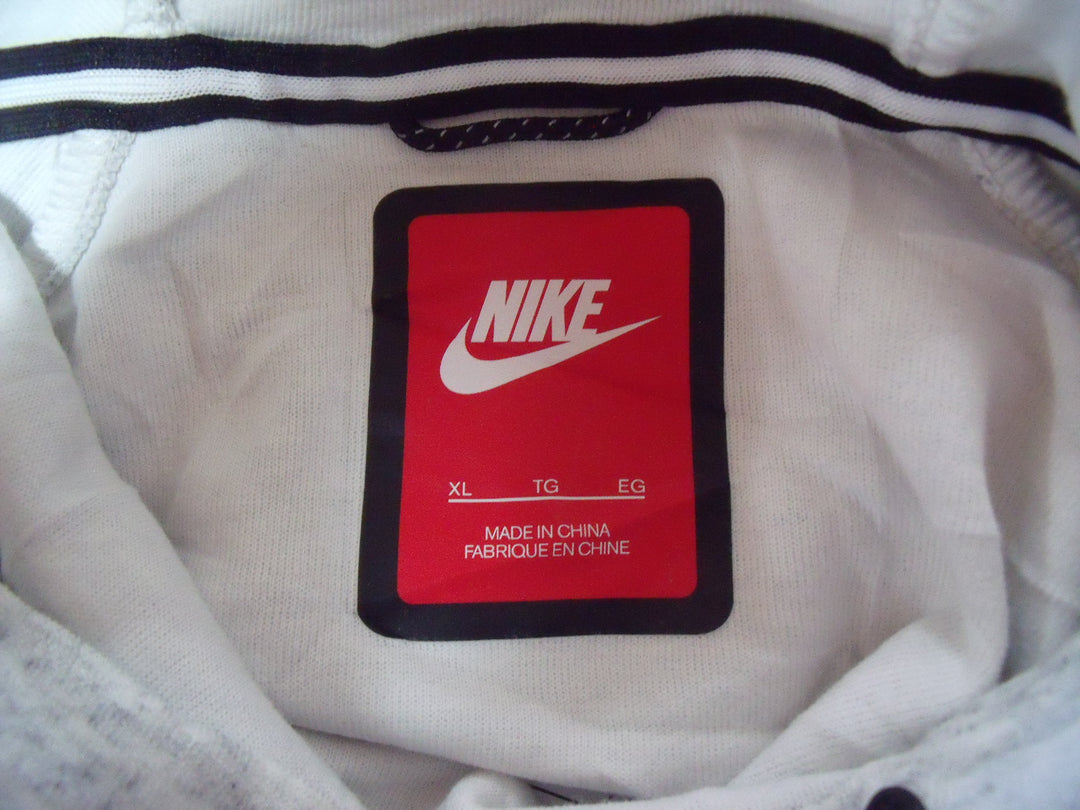 NIKE
XL TG EG
MADE IN CHINA
FABRIQUE EN CHINE